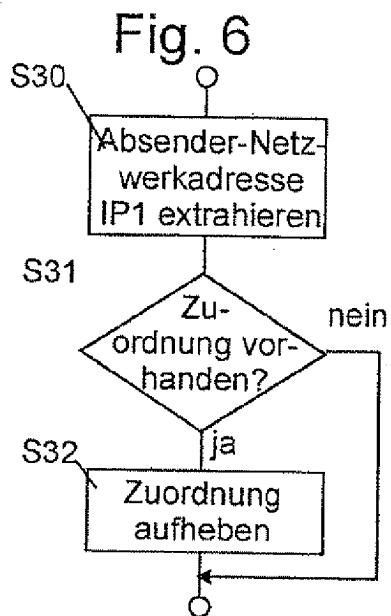 Fig. 6
S30
Absender-Netz-
werkadresse
IP1 extrahieren
S31
Zu-
ordnung vor-
handen?
nein
ja
S32
Zuordnung
aufheben